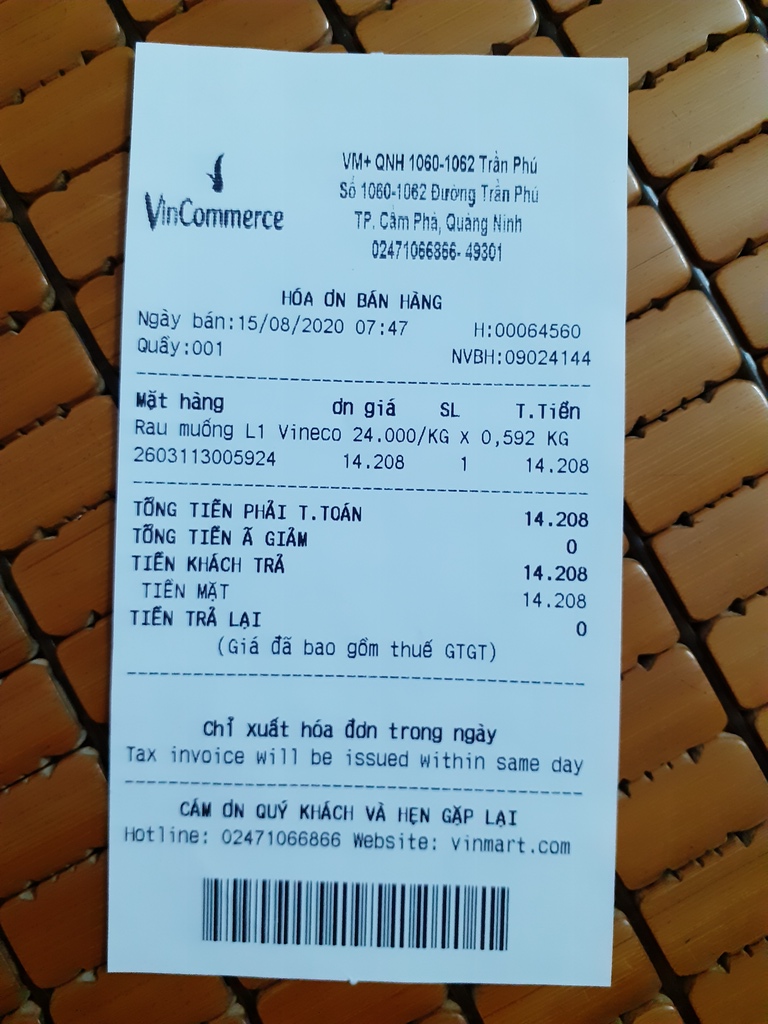 VinCommerce
VM+ QNH 1060-1062 Trần Phú
Số 1060-1062 Đường Trần Phú
TP. Cẩm Phả, Quảng Ninh
02471066866- 49301
HÓA ƠN BÁN HÀNG
Ngày bán:15/08/2020 07:47 H:00064560
Quầy:001 NVBH:09024144
Mặt hàng ơn giá SL T.Tiền
Rau muống L1 Vineco 24.000/KG x 0,592 KG
2603113005924 14.208 1 14.208
TỔNG TIỀN PHẢI T.TOÁN 14.208
TỔNG TIỀN Ã GIẢM 0
TIỀN KHÁCH TRẢ 14.208
TIỀN MẶT 14.208
TIỀN TRẢ LẠI 0
(Giá đã bao gồm thuế GTGT)
Chỉ xuất hóa đơn trong ngày
Tax invoice will be issued within same day
CẢM ƠN QUÝ KHÁCH VÀ HẸN GẶP LẠI
Hotline: 02471066866 Website: vinmart.com